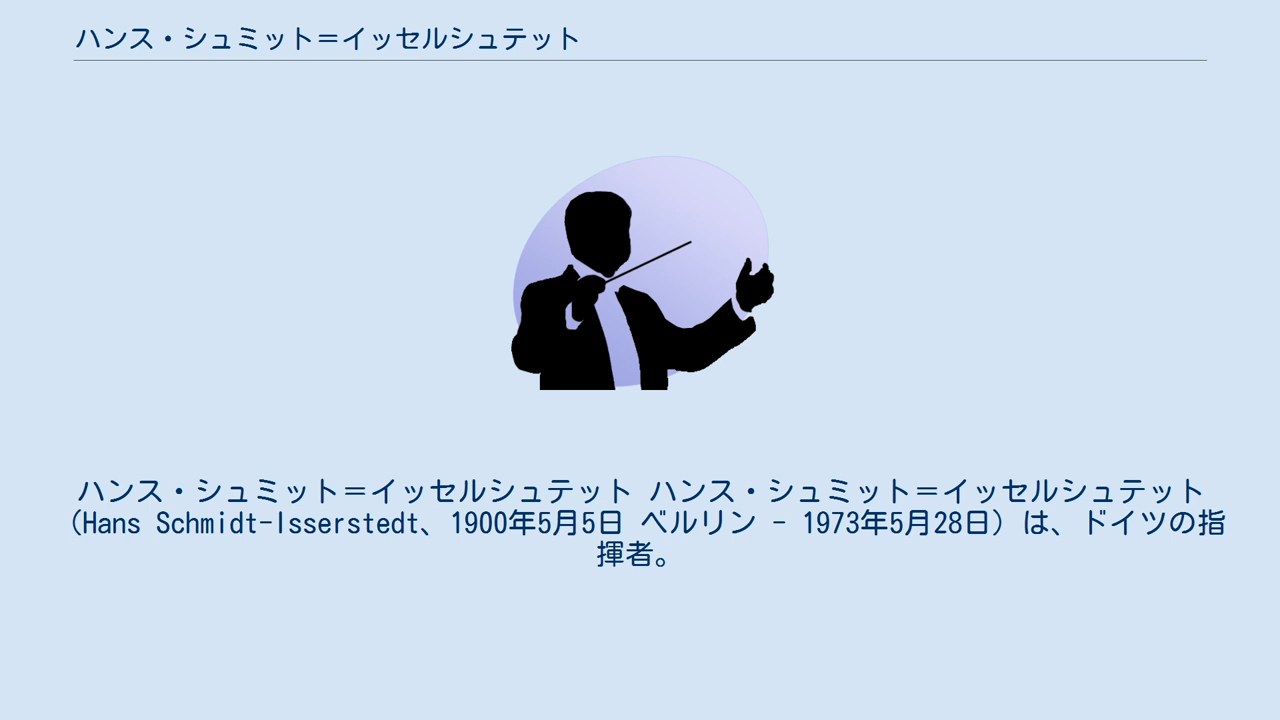 ハンス・シュミット＝イッセルシュテット
ハンス・シュミット＝イッセルシュテット ハンス・シュミット＝イッセルシュテット
(Hans Schmidt-Isserstedt、1900年5月5日 ベルリン - 1973年5月28日) は、ドイツの指
揮者。